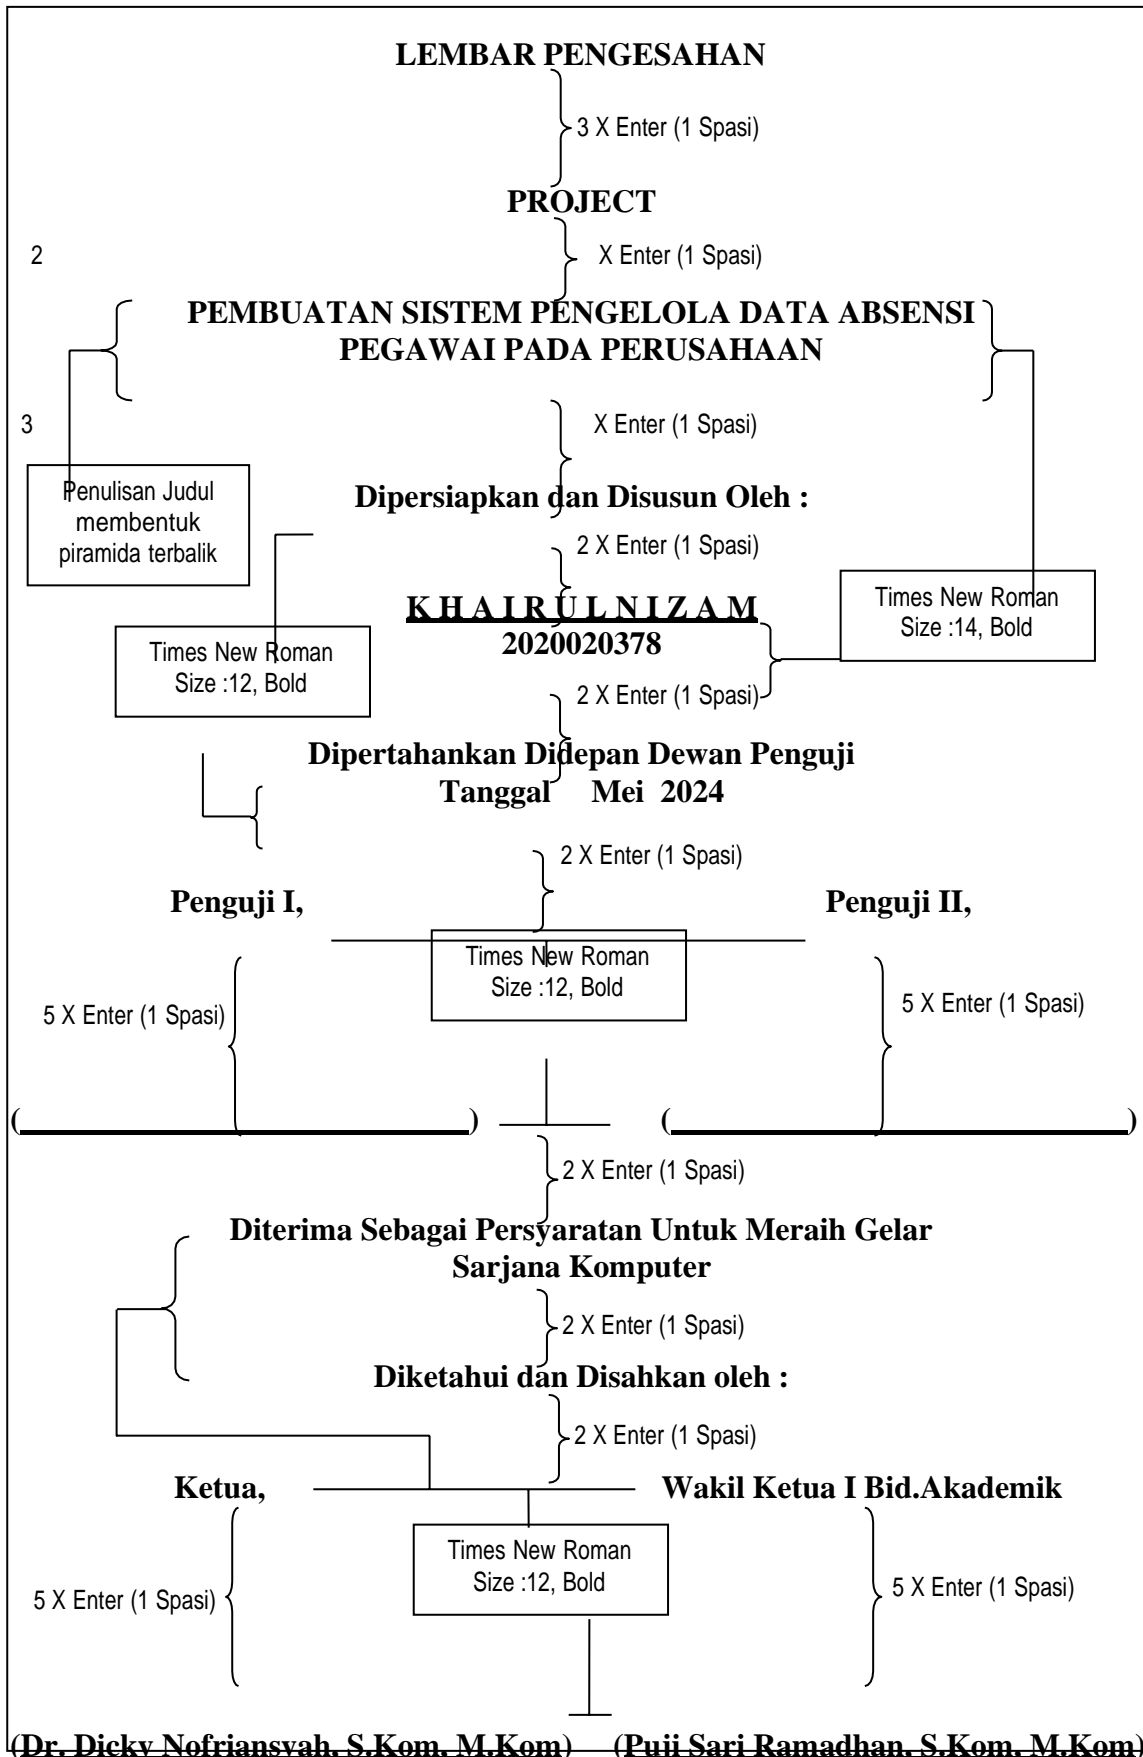 LEMBAR PENGESAHAN
3 X Enter (1 Spasi)
PROJECT
2 X Enter (1 Spasi)
PEMBUATAN SISTEM PENGELOLA DATA ABSENSI
PEGAWAI PADA PERUSAHAAN
3 X Enter (1 Spasi)
Penulisan Judul
membentuk
piramida terbalik
Dipersiapkan dan Disusun Oleh :
2 X Enter (1 Spasi)
K H A I R U L N I Z A M
2020020378
Times New Roman
Size :14, Bold
Times New Roman
Size :12, Bold
2 X Enter (1 Spasi)
Dipertahankan Didepan Dewan Penguji
Tanggal Mei 2024
2 X Enter (1 Spasi)
Penguji I, Penguji II,
Times New Roman
Size :12, Bold
5 X Enter (1 Spasi) 5 X Enter (1 Spasi)
(                    ) (                    )
2 X Enter (1 Spasi)
Diterima Sebagai Persyaratan Untuk Meraih Gelar
Sarjana Komputer
2 X Enter (1 Spasi)
Diketahui dan Disahkan oleh :
2 X Enter (1 Spasi)
Ketua, Wakil Ketua I Bid.Akademik
Times New Roman
Size :12, Bold
5 X Enter (1 Spasi) 5 X Enter (1 Spasi)
(Dr. Dicky Nofriansyah, S.Kom, M.Kom) (Puji Sari Ramadhan, S.Kom, M.Kom)